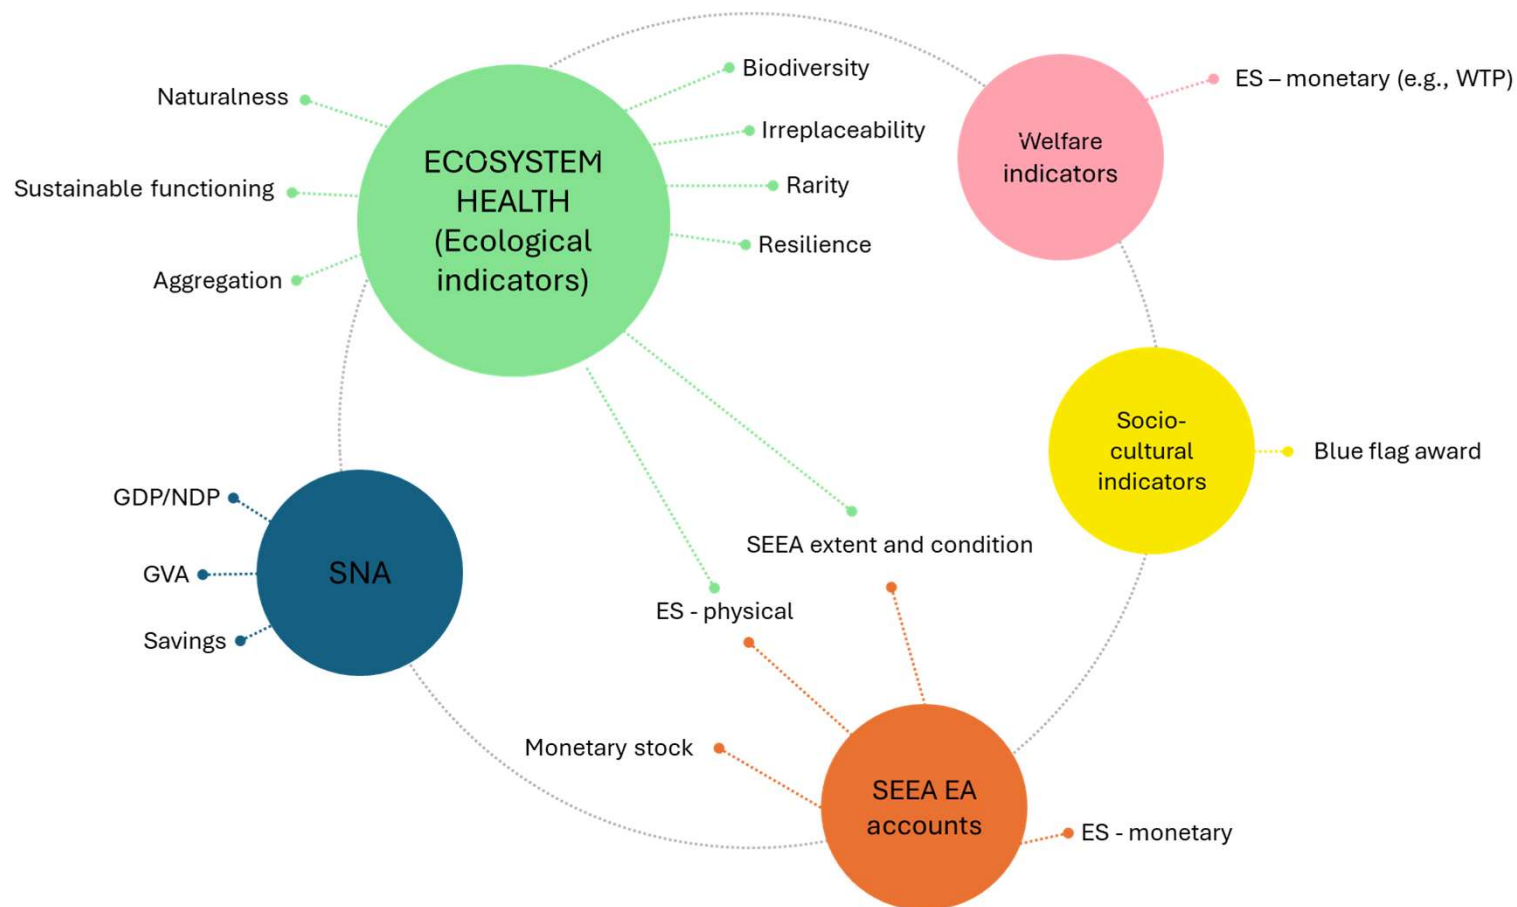 Biodiversity
Naturalness
ES – monetary (e.g., WTP)
Irreplaceability
Welfare
indicators
ECOSYSTEM
HEALTH
(Ecological
indicators)
Sustainable functioning
Rarity
Resilience
Aggregation
Socio-
cultural
indicators
Blue flag award
GDP/NDP
SEEA extent and condition
GVA
SNA
ES - physical
Savings
Monetary stock
SEEA EA
accounts
ES - monetary